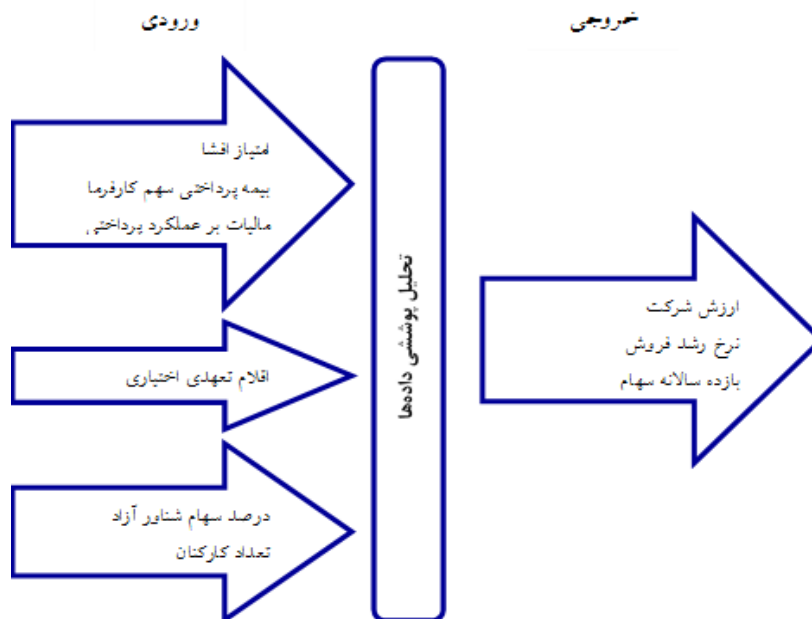 ورودی
خروجی
امتیاز افشا
بیمه پرداختی سهم کارفرما
مالیات بر عملکرد پرداختی
اقلام تعهدی اختیاری
درصد سهام شناور آزاد
تعداد کارکنان
تحلیل پوششی داده‌ها
ارزش شرکت
نرخ رشد فروش
بازده سالانه سهام